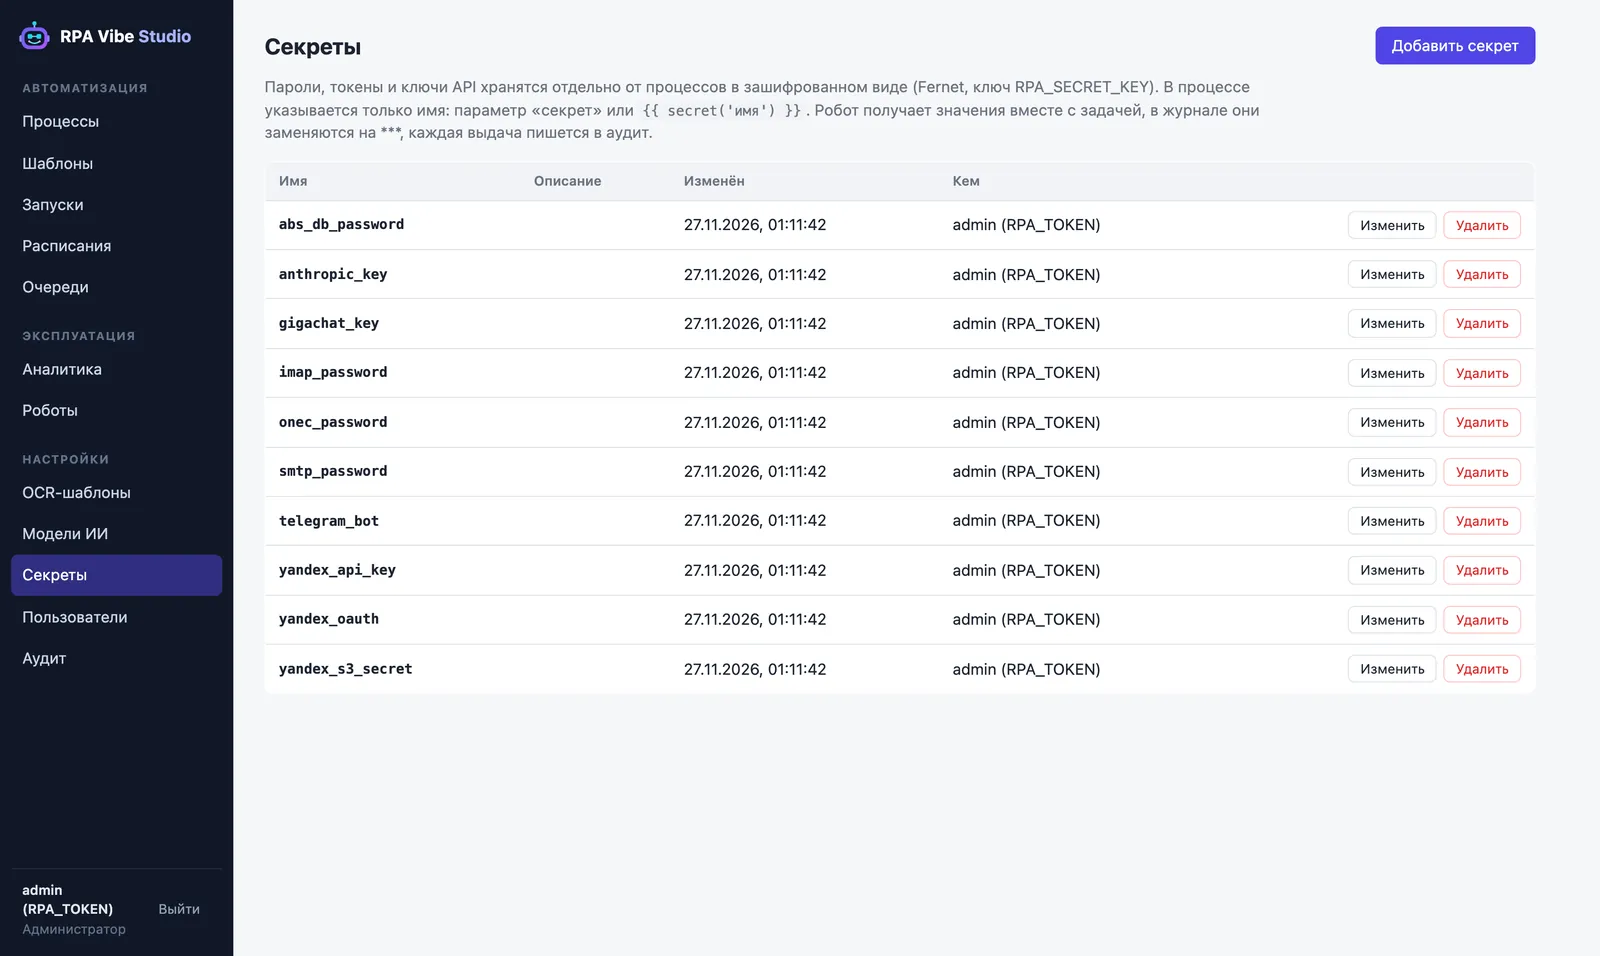 RPA Vibe Studio
АВТОМАТИЗАЦИЯ
Процессы
Шаблоны
Запуски
Расписания
Очереди
ЭКСПЛУАТАЦИЯ
Аналитика
Роботы
НАСТРОЙКИ
OCR-шаблоны
Модели ИИ
Секреты
Пользователи
Аудит
admin
(RPA_TOKEN)
Выйти
Администратор
Секреты
Добавить секрет
Пароли, токены и ключи API хранятся отдельно от процессов в зашифрованном виде (Fernet, ключ RPA_SECRET_KEY). В процессе
указывается только имя: параметр «секрет» или {{ secret('имя') }}. Робот получает значения вместе с задачей, в журнале они
заменяются на ***, каждая выдача пишется в аудит.
Имя Описание Изменён Кем
abs_db_password 27.11.2026, 01:11:42 admin (RPA_TOKEN) Изменить Удалить
anthropic_key 27.11.2026, 01:11:42 admin (RPA_TOKEN) Изменить Удалить
gigachat_key 27.11.2026, 01:11:42 admin (RPA_TOKEN) Изменить Удалить
imap_password 27.11.2026, 01:11:42 admin (RPA_TOKEN) Изменить Удалить
onec_password 27.11.2026, 01:11:42 admin (RPA_TOKEN) Изменить Удалить
smtp_password 27.11.2026, 01:11:42 admin (RPA_TOKEN) Изменить Удалить
telegram_bot 27.11.2026, 01:11:42 admin (RPA_TOKEN) Изменить Удалить
yandex_api_key 27.11.2026, 01:11:42 admin (RPA_TOKEN) Изменить Удалить
yandex_oauth 27.11.2026, 01:11:42 admin (RPA_TOKEN) Изменить Удалить
yandex_s3_secret 27.11.2026, 01:11:42 admin (RPA_TOKEN) Изменить Удалить